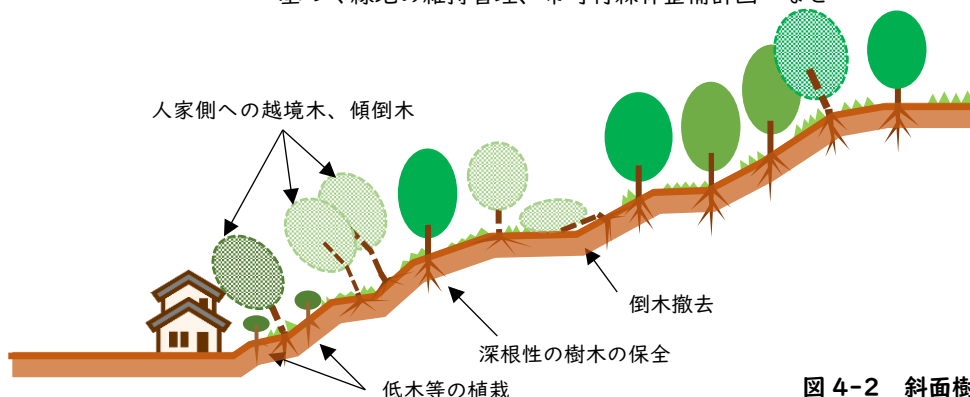 人家側への越境木、傾倒木
倒木撤去
深根性の樹木の保全
低木等の植栽
図 4-2 斜面樹